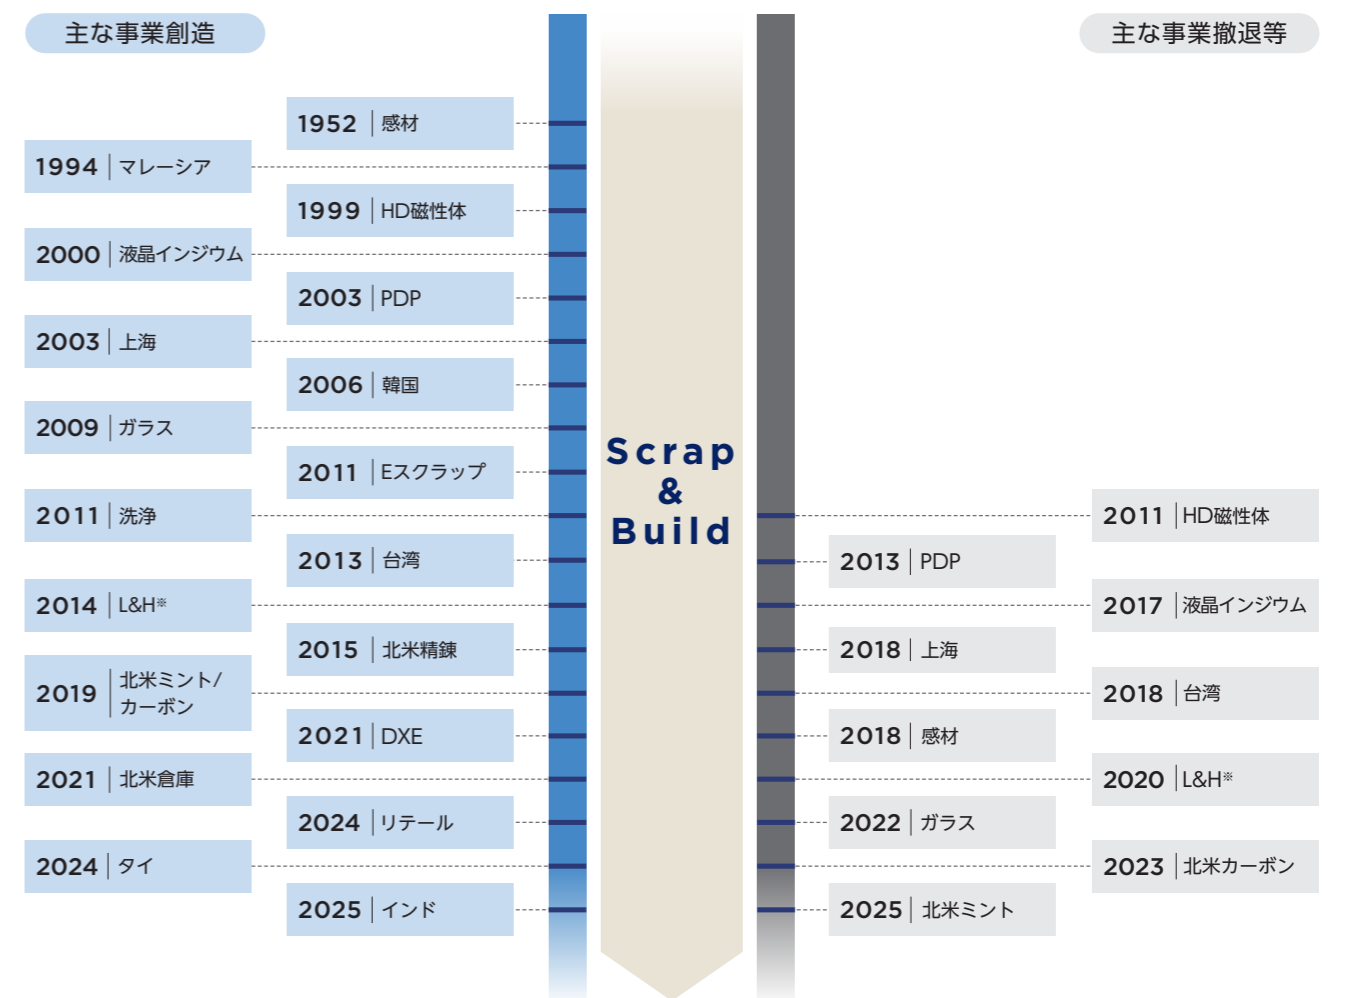 主な事業創造
1952 感材
1994 マレーシア
1999 HD磁性体
2000 液晶インジウム
2003 PDP
2003 上海
2006 韓国
2009 ガラス
2011 Eスクラップ
2011 洗浄
2013 台湾
2014 L&H※
2015 北米精錬
2019 北米ミント/
カーボン
2021 DXE
2021 北米倉庫
2024 リテール
2024 タイ
2025 インド
Scrap
&
Build
主な事業撤退等
2011 HD磁性体
2013 PDP
2017 液晶インジウム
2018 上海
2018 台湾
2018 感材
2020 L&H※
2022 ガラス
2023 北米カーボン
2025 北米ミント